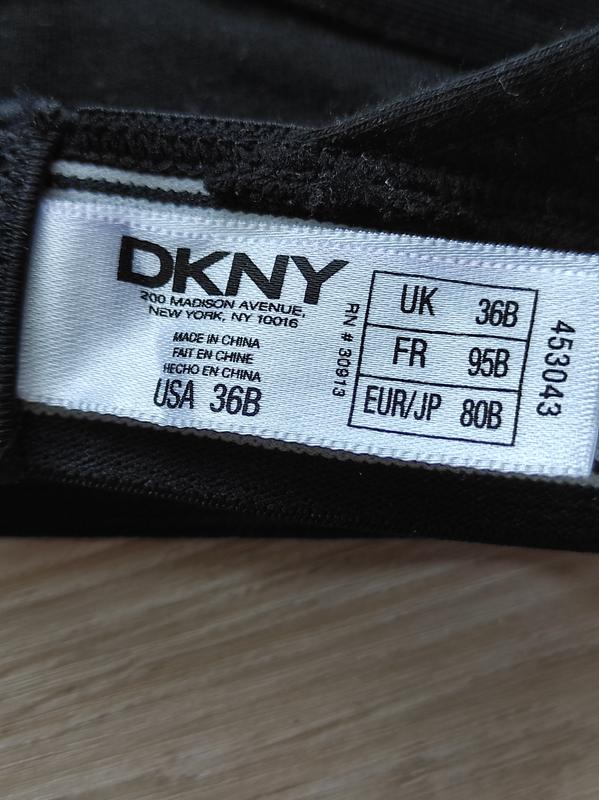 DKNY
200 MADISON AVENUE,
NEW YORK, NY 10016
MADE IN CHINA
FAIT EN CHINE
HECHO EN CHINA
USA 36B
RN # 30913
UK 36B
FR 95B
EUR/JP 80B
453043